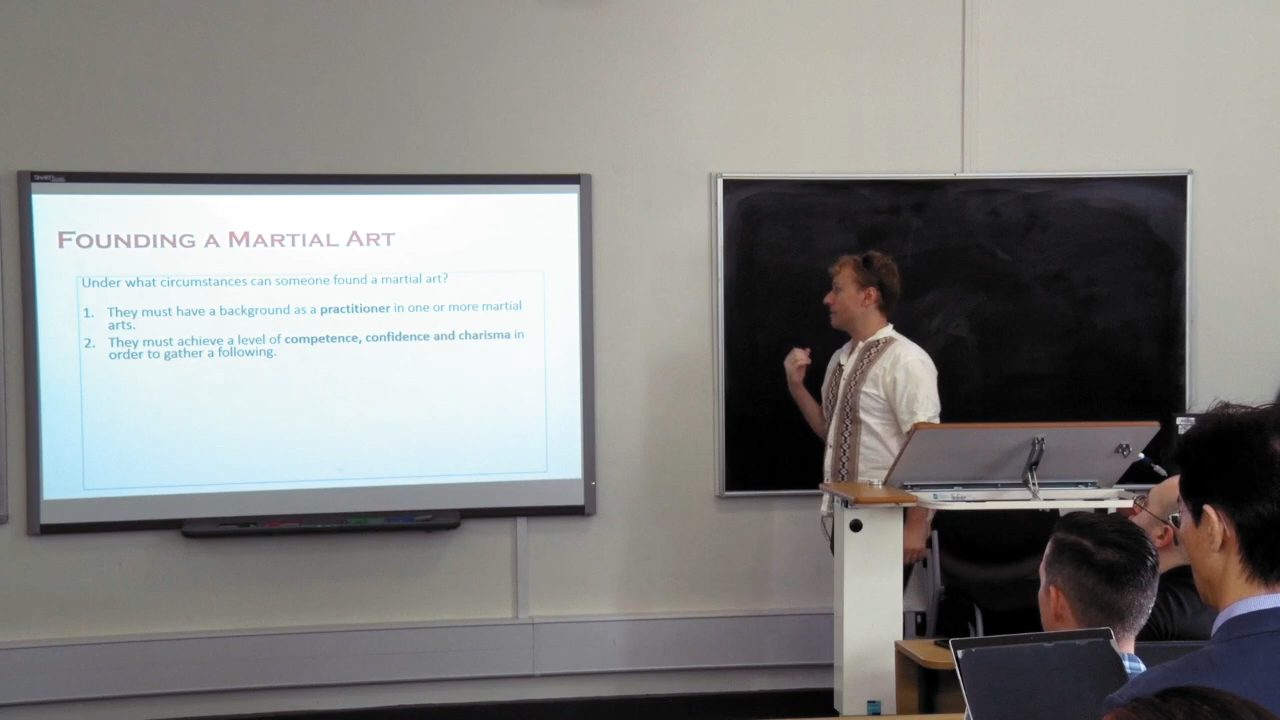 SMART
FOUNDING A MARTIAL ART
Under what circumstances can someone found a martial art?
1. They must have a background as a practitioner in one or more martial
arts.
2. They must achieve a level of competence, confidence and charisma in
order to gather a following.